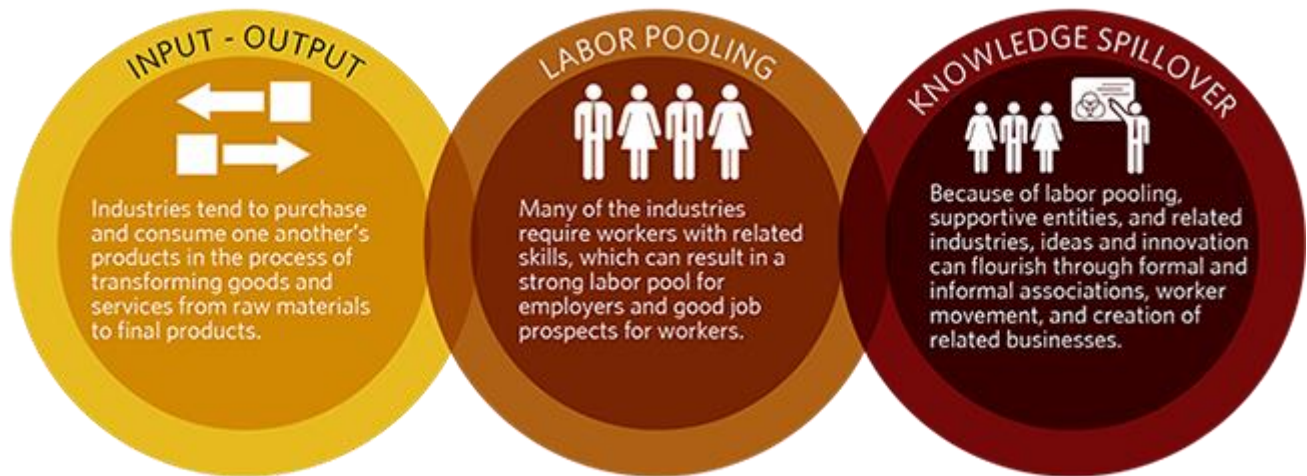 INPUT - OUTPUT
Industries tend to purchase
and consume one another's
products in the process of
transforming goods and
services from raw materials
to final products.
LABOR POOLING
Many of the industries
require workers with related
skills, which can result in a
strong labor pool for
employers and good job
prospects for workers.
KNOWLEDGE SPILLOVER
Because of labor pooling,
supportive entities, and related
industries, ideas and innovation
can flourish through formal and
informal associations, worker
movement, and creation of
related businesses.